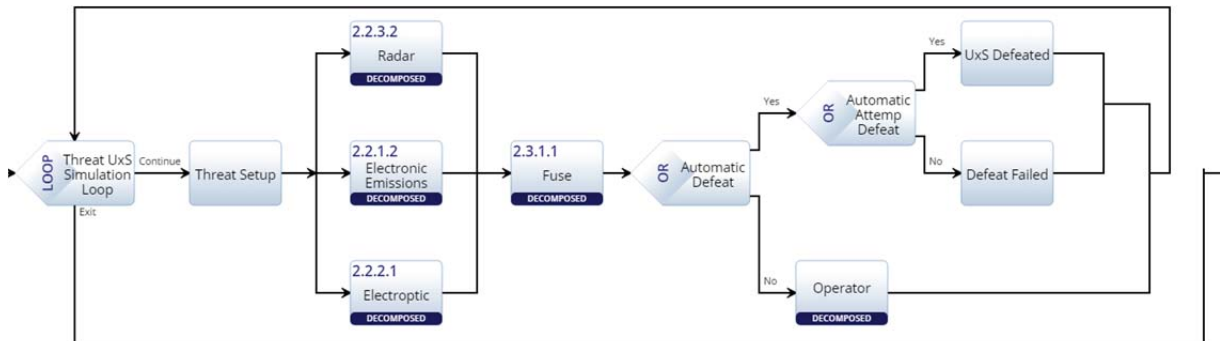 LOOP
Threat UxS
Simulation
Loop
Continue
Exit
Threat Setup
2.2.3.2
Radar
DECOMPOSED
2.2.1.2
Electronic
Emissions
DECOMPOSED
2.2.2.1
Electroptic
DECOMPOSED
2.3.1.1
Fuse
DECOMPOSED
OR
Automatic
Defeat
Yes
No
OR
Automatic
Attemp
Defeat
Yes
No
UxS Defeated
Defeat Failed
Operator
DECOMPOSED